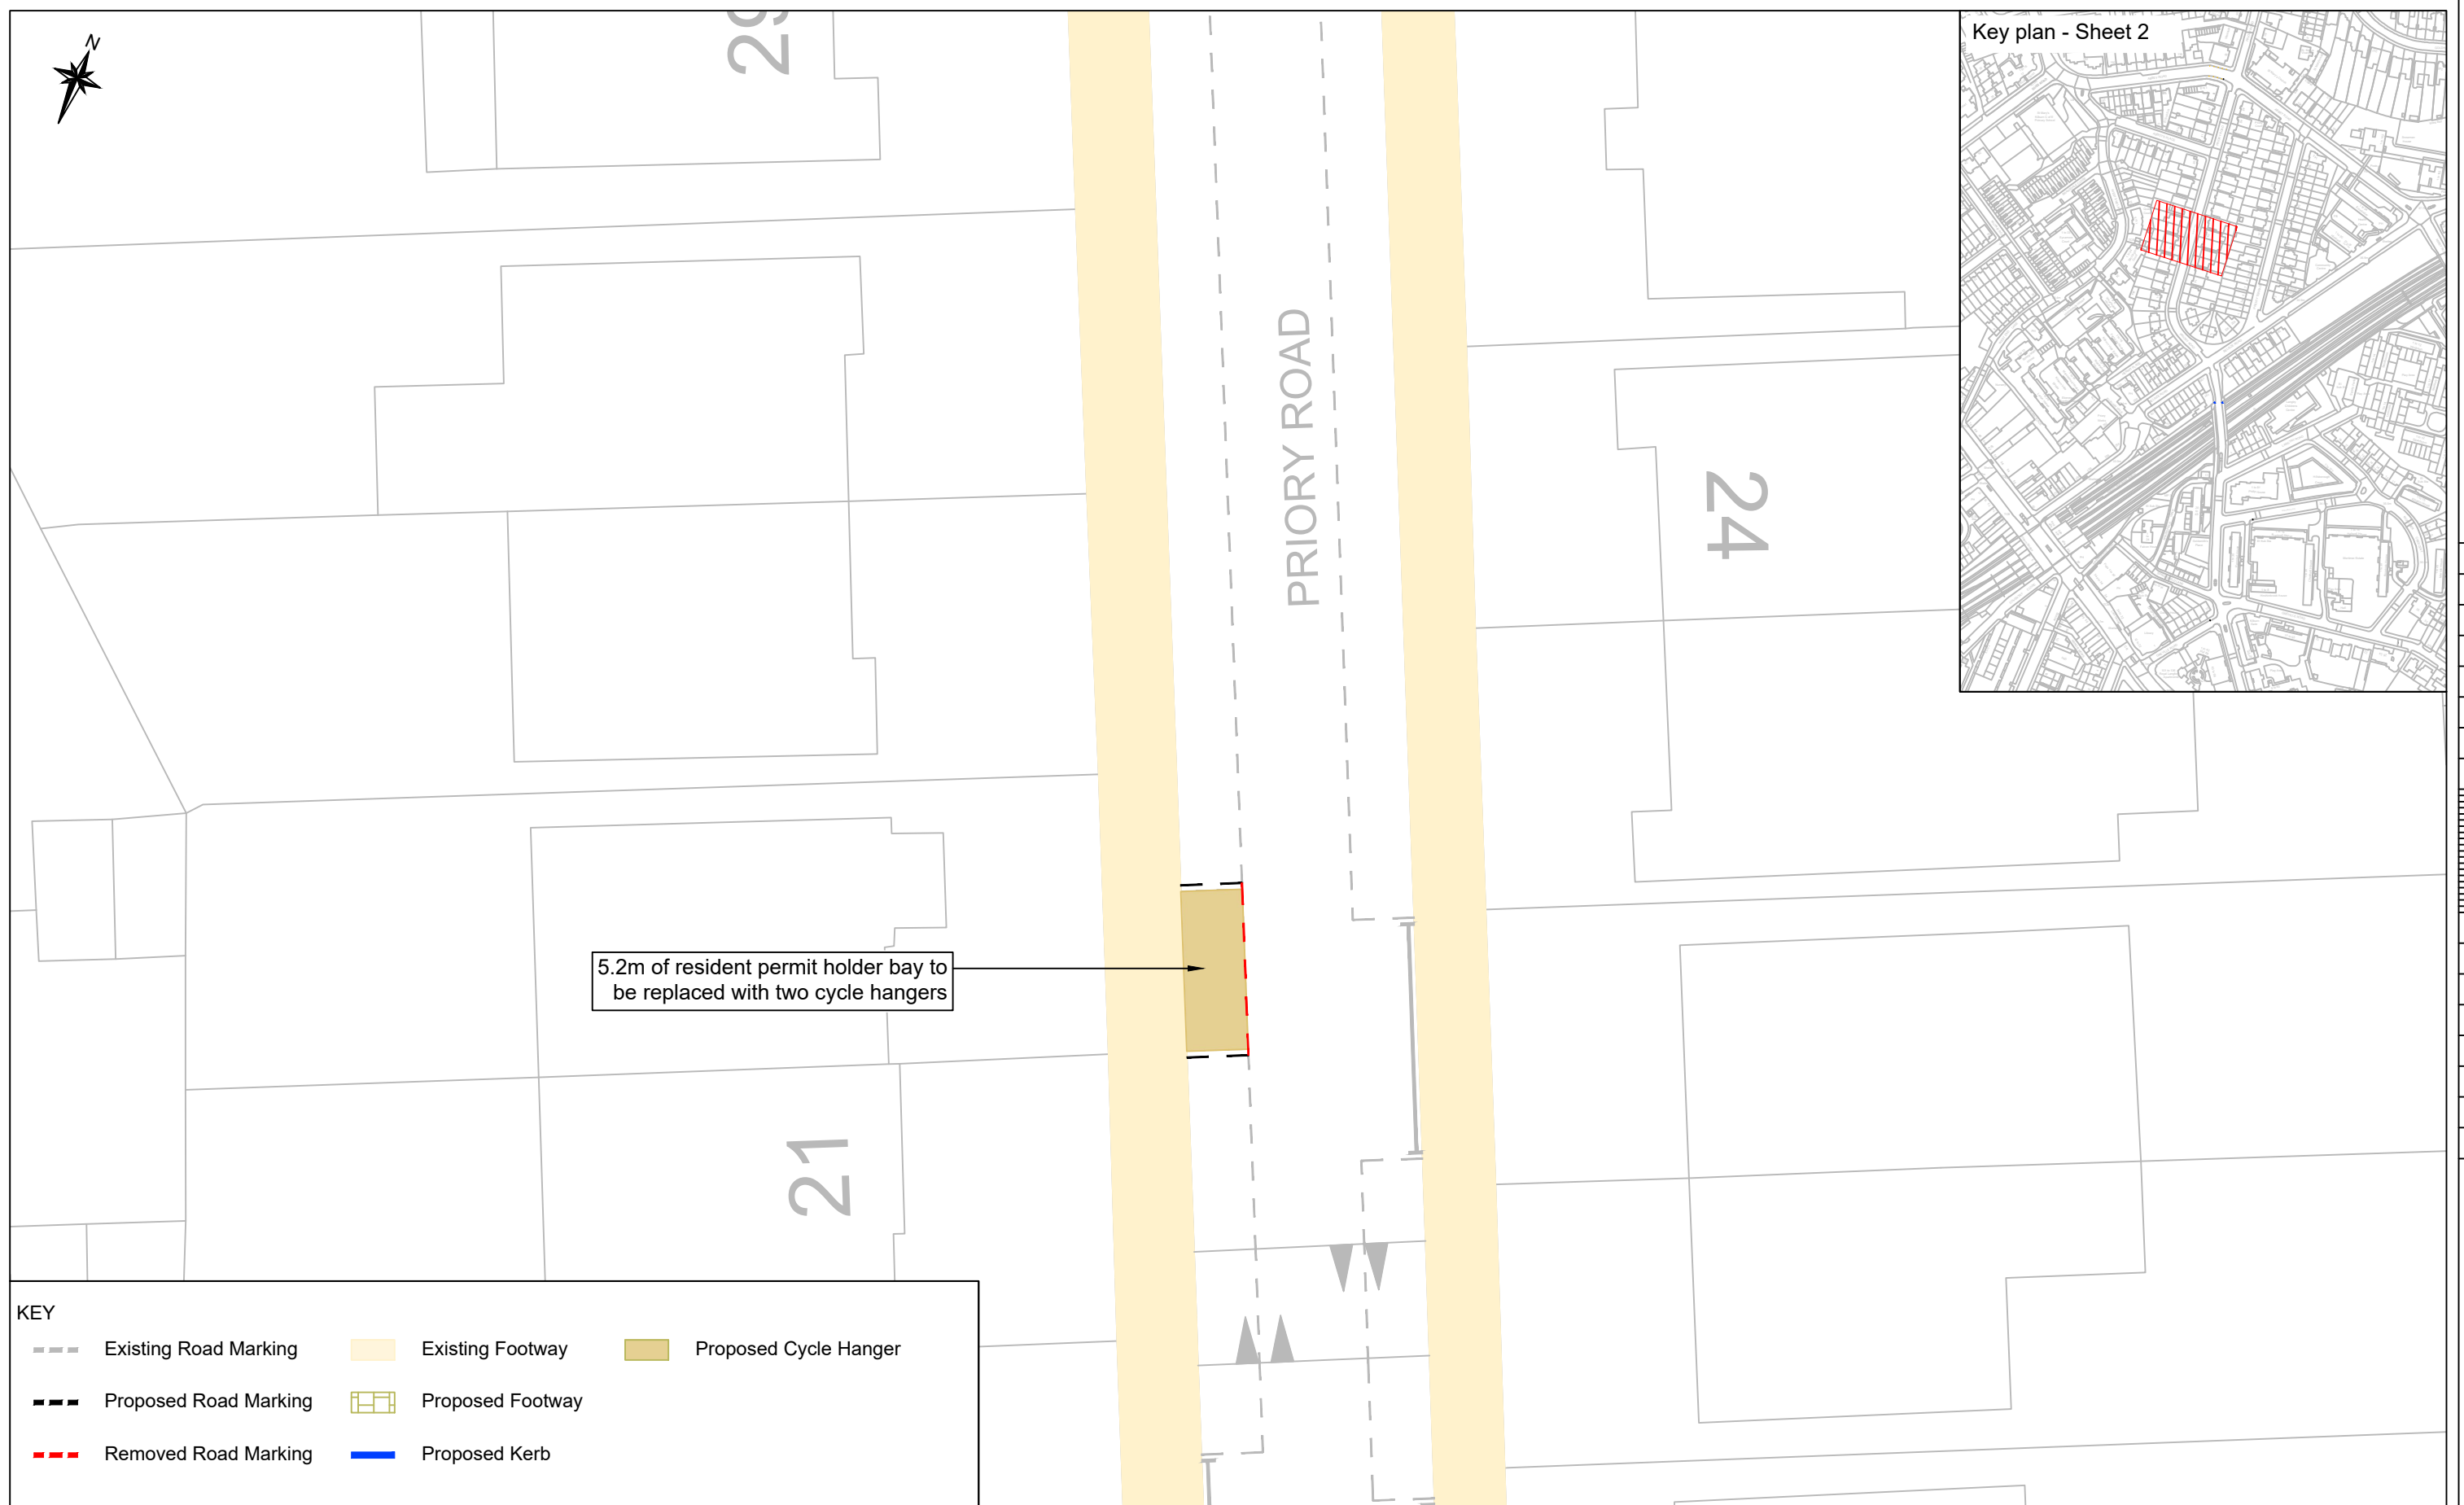 N
Key plan - Sheet 2
PRIORY ROAD
24
5.2m of resident permit holder bay to
be replaced with two cycle hangers
21
KEY
Existing Road Marking
Existing Footway
Proposed Cycle Hanger
Proposed Road Marking
Proposed Footway
Removed Road Marking
Proposed Kerb